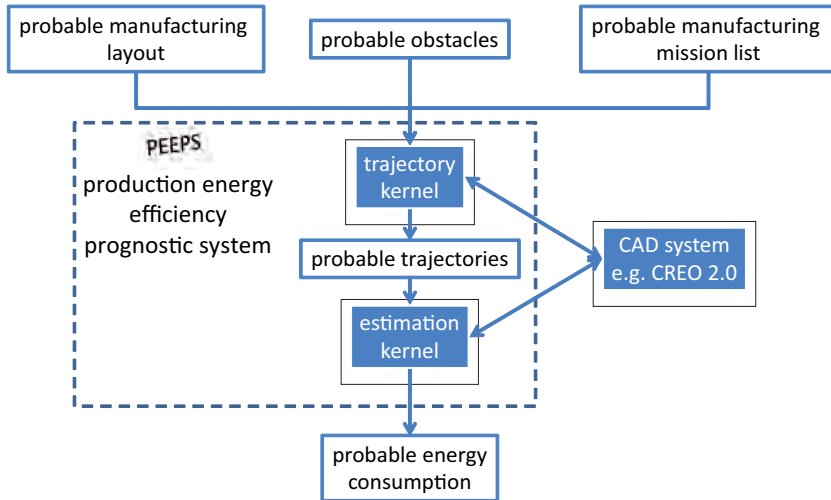 probable manufacturing
layout
probable obstacles
probable manufacturing
mission list
PEEPS
production energy
efficiency
prognostic system
trajectory
kernel
probable trajectories
CAD system
e.g. CREO 2.0
estimation
kernel
probable energy
consumption